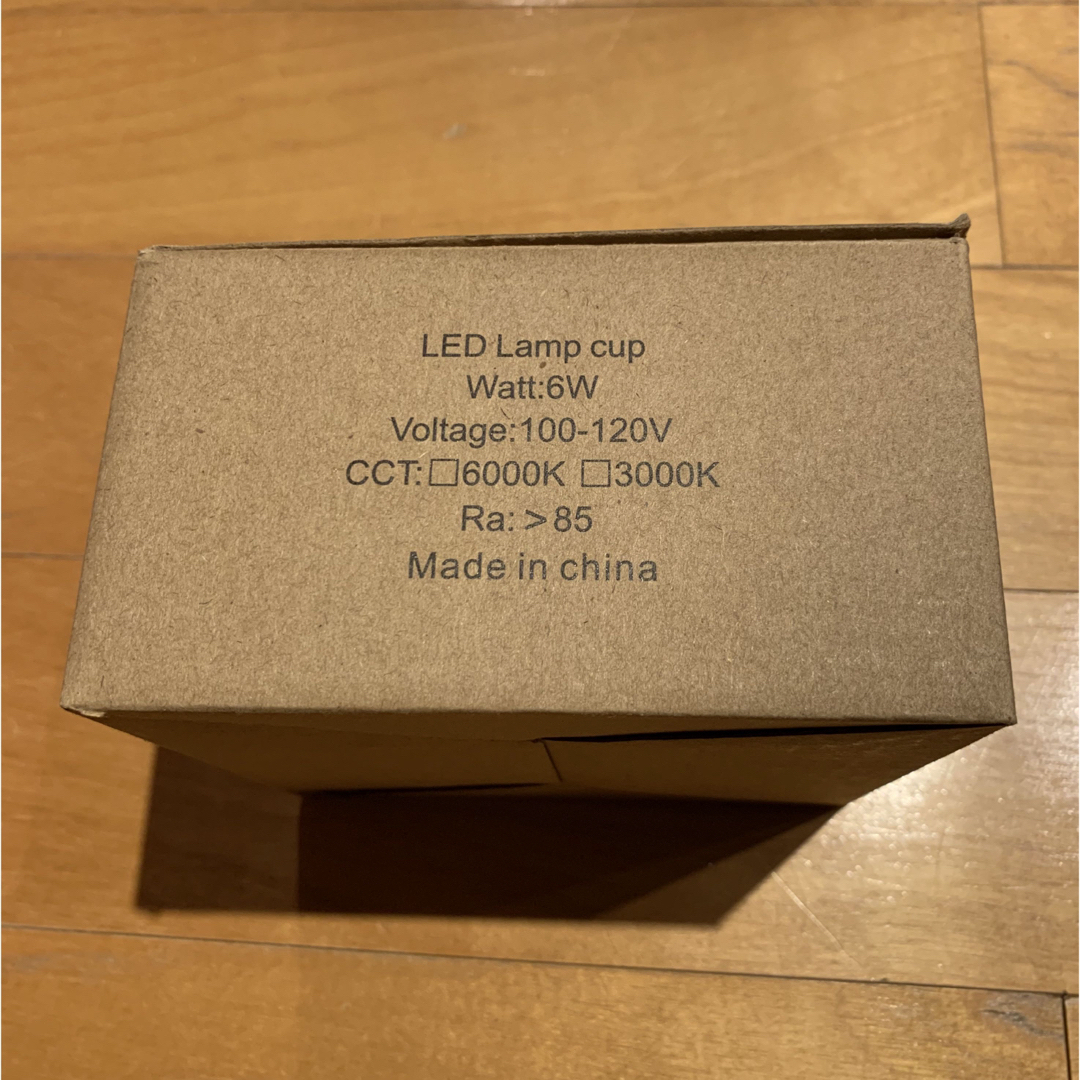 LED Lamp cup
Watt:6W
Voltage:100-120V
CCT:☐6000K ☐3000K
Ra:>85
Made in china